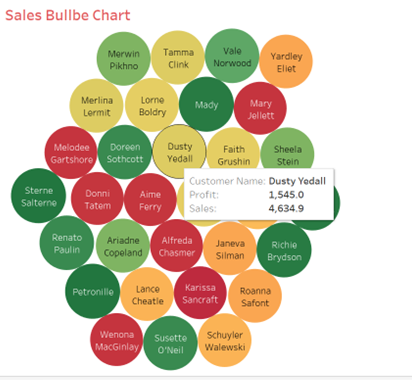 Sales Bullbe Chart
Merwin
Pikhno
Tamma
Clink
Vale
Norwood
Yardley
Eliet
Merlina
Lermit
Lorne
Boldry
Mady
Mary
Jellett
Melodee
Gartshore
Doreen
Sothcott
Dusty
Yedall
Faith
Grushin
Sheela
Stein
Customer Name: Dusty Yedall
Profit: 1,545.0
Sales: 4,634.9
Sterne
Salterne
Donni
Tatem
Aime
Ferry
Renato
Paulin
Ariadne
Copeland
Alfreda
Chasmer
Janeva
Silman
Richie
Brydson
Petronille
Lance
Cheatle
Karissa
Sancraft
Roanna
Safont
Wenona
MacGinlay
Susette
O'Neil
Schuyler
Walewski